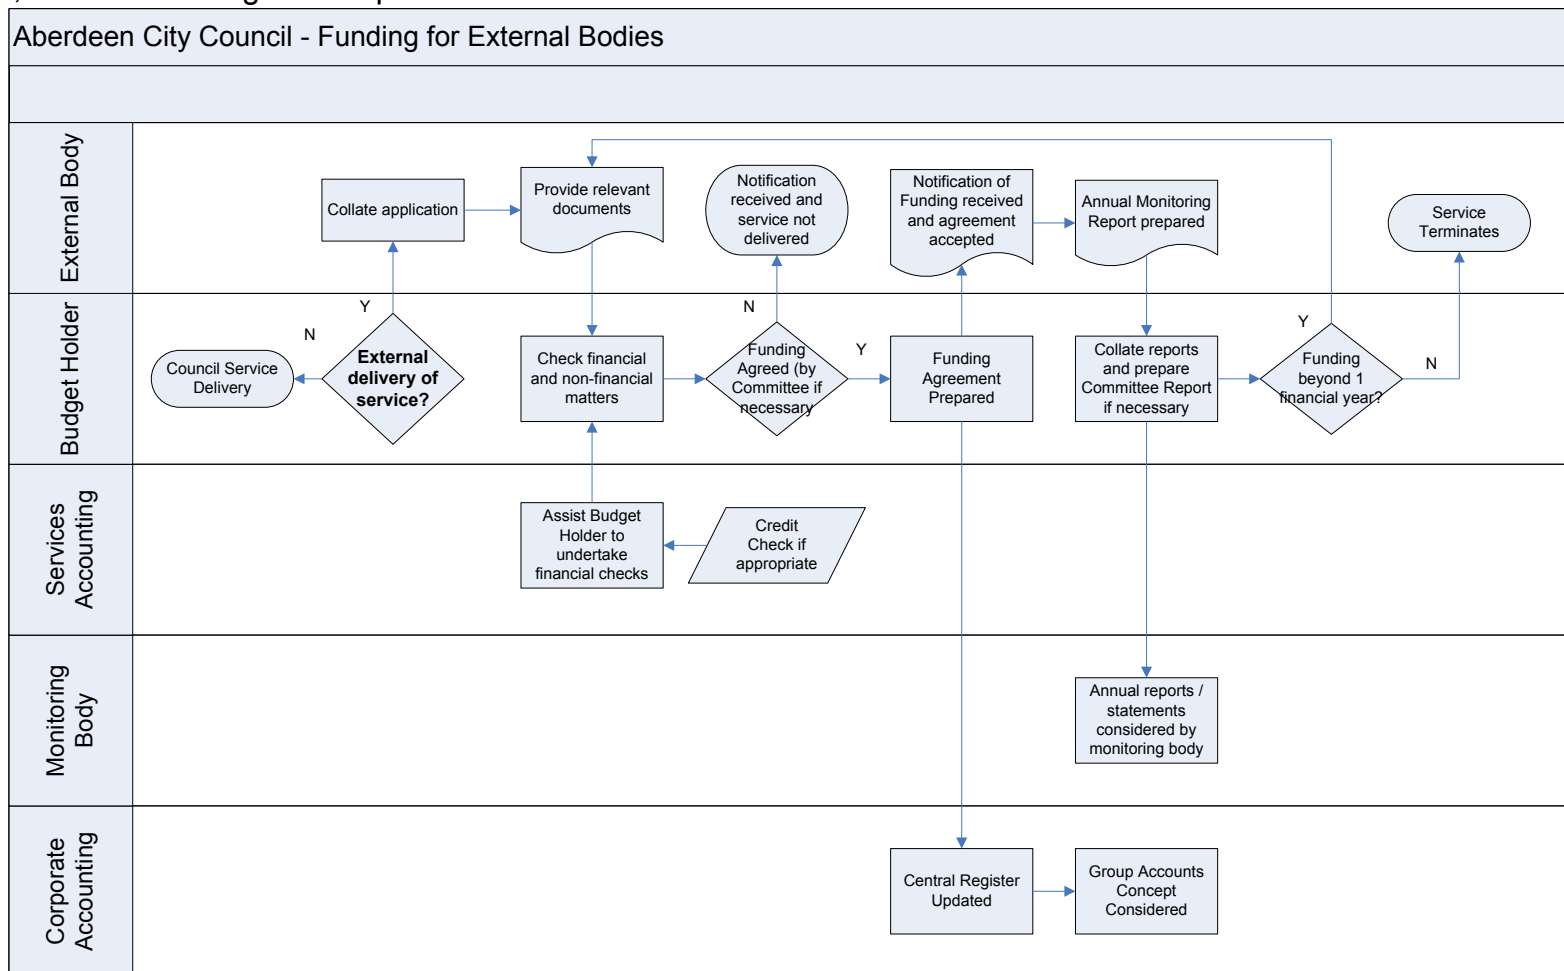 Aberdeen City Council - Funding for External Bodies
External Body
Collate application
Provide relevant
documents
Notification
received and
service not
delivered
Notification of
Funding received
and agreement
accepted
Annual Monitoring
Report prepared
Service
Terminates
Budget Holder
Council Service
Delivery
N
Y
External
delivery of
service?
Check financial
and non-financial
matters
N
Funding
Agreed (by
Committee if
necessary
Y
Funding
Agreement
Prepared
Collate reports
and prepare
Committee Report
if necessary
Y
Funding
beyond 1
financial year?
N
Services
Accounting
Assist Budget
Holder to
undertake
financial checks
Credit
Check if
appropriate
Monitoring
Body
Annual reports /
statements
considered by
monitoring body
Corporate
Accounting
Central Register
Updated
Group Accounts
Concept
Considered